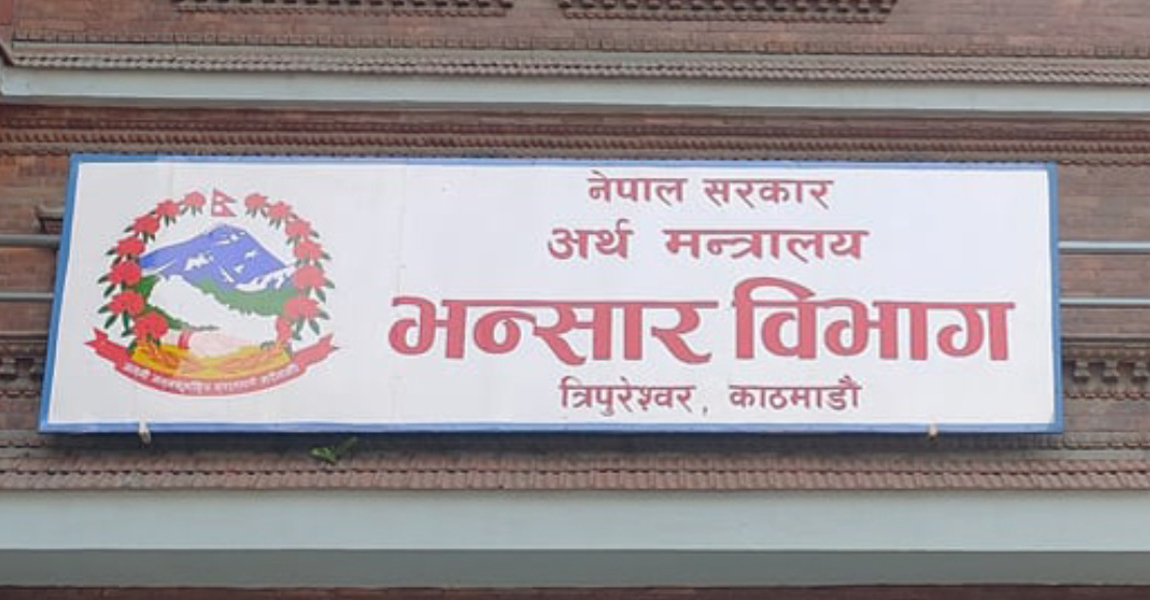 नेपाल सरकार
अर्थ मन्त्रालय
भन्सार विभाग
त्रिपुरेश्वर, काठमाडौ